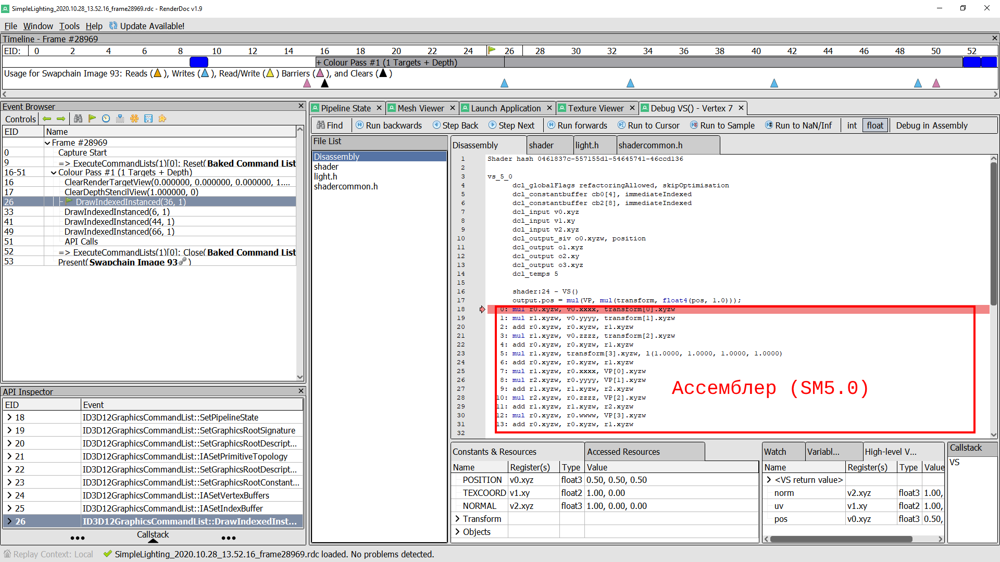 SimpleLighting_2020.10.28_13.52.16_frame28969.rdc - RenderDoc v1.9
File Window Tools Help Update Available!
Timeline - Frame #28969
EID: 0 2 4 6 8 10 12 14 16 18 20 22 24 26 28 30 32 34 36 38 40 42 44 46 48 50 52
+ Colour Pass #1 (1 Targets + Depth)
Usage for Swapchain Image 93: Reads ( ), Writes ( ), Read/Write ( ) Barriers ( ), and Clears ( )
Event Browser
Controls
EID Name
Frame #28969
0 Capture Start
9 => ExecuteCommandLists(1)[0]: Reset(Baked Command List
16-51 Colour Pass #1 (1 Targets + Depth)
16 ClearRenderTargetView(0.000000, 0.000000, 0.000000, 1....
17 ClearDepthStencilView(1.000000, 0)
26 DrawIndexedInstanced(36, 1)
33 DrawIndexedInstanced(6, 1)
41 DrawIndexedInstanced(44, 1)
49 DrawIndexedInstanced(66, 1)
51 API Calls
52 => ExecuteCommandLists(1)[0]: Close(Baked Command List
53 Present(Swapchain Image 93)
API Inspector
EID Event
18 ID3D12GraphicsCommandList::SetPipelineState
19 ID3D12GraphicsCommandList::SetGraphicsRootSignature
20 ID3D12GraphicsCommandList::SetGraphicsRootDescript...
21 ID3D12GraphicsCommandList::IASetPrimitiveTopology
22 ID3D12GraphicsCommandList::SetGraphicsRootDescript...
23 ID3D12GraphicsCommandList::SetGraphicsRootConstant...
24 ID3D12GraphicsCommandList::IASetVertexBuffers
25 ID3D12GraphicsCommandList::IASetIndexBuffer
26 ID3D12GraphicsCommandList::DrawIndexedInst...
Callstack
Pipeline State Mesh Viewer Launch Application Texture Viewer Debug VS() - Vertex 7
Find Run backwards Step Back Step Next Run forwards Run to Cursor Run to Sample Run to NaN/Inf int float Debug in Assembly
File List
Disassembly
shader
light.h
shadercommon.h
Disassembly shader light.h shadercommon.h
1 Shader hash 0461837c-557155d1-54645741-46ccd136
2
3 vs_5_0
4 dcl_globalFlags refactoringAllowed, skipOptimisation
5 dcl_constantbuffer cb0[4], immediateIndexed
6 dcl_constantbuffer cb2[8], immediateIndexed
7 dcl_input v0.xyz
8 dcl_input v1.xy
9 dcl_input v2.xyz
10 dcl_output_siv o0.xyzw, position
11 dcl_output o1.xyz
12 dcl_output o2.xy
13 dcl_output o3.xyz
14 dcl_temps 5
15
16 shader:24 - VS()
17 output.pos = mul(VP, mul(transform, float4(pos, 1.0)));
18 0: mul r0.xyzw, v0.xxxx, transform[0].xyzw
19 1: mul r1.xyzw, v0.yyyy, transform[1].xyzw
20 2: add r0.xyzw, r0.xyzw, r1.xyzw
21 3: mul r1.xyzw, v0.zzzz, transform[2].xyzw
22 4: add r0.xyzw, r0.xyzw, r1.xyzw
23 5: mul r1.xyzw, transform[3].xyzw, l(1.0000, 1.0000, 1.0000, 1.0000)
24 6: add r0.xyzw, r0.xyzw, r1.xyzw
25 7: mul r1.xyzw, r0.xxxx, VP[0].xyzw
26 8: mul r2.xyzw, r0.yyyy, VP[1].xyzw
27 9: add r1.xyzw, r1.xyzw, r2.xyzw
28 10: mul r2.xyzw, r0.zzzz, VP[2].xyzw
29 11: add r1.xyzw, r1.xyzw, r2.xyzw
30 12: mul r0.xyzw, r0.wwww, VP[3].xyzw
31 13: add r0.xyzw, r0.xyzw, r1.xyzw
32
Ассемблер (SM5.0)
Constants & Resources Accessed Resources
Name Register(s) Type Value
POSITION v0.xyz float3 0.50, 0.50, 0.50
TEXCOORD v1.xy float2 1.00, 0.00
NORMAL v2.xyz float3 1.00, 0.00, 0.00
Transform
Objects
Watch Variabl... High-level V...
Name Register(s) Type Value
<VS return value>
norm v2.xyz float3 1.00,
uv v1.xy float2 1.00,
pos v0.xyz float3 0.50,
Callstack
VS
Replay Context: Local SimpleLighting_2020.10.28_13.52.16_frame28969.rdc loaded. No problems detected.